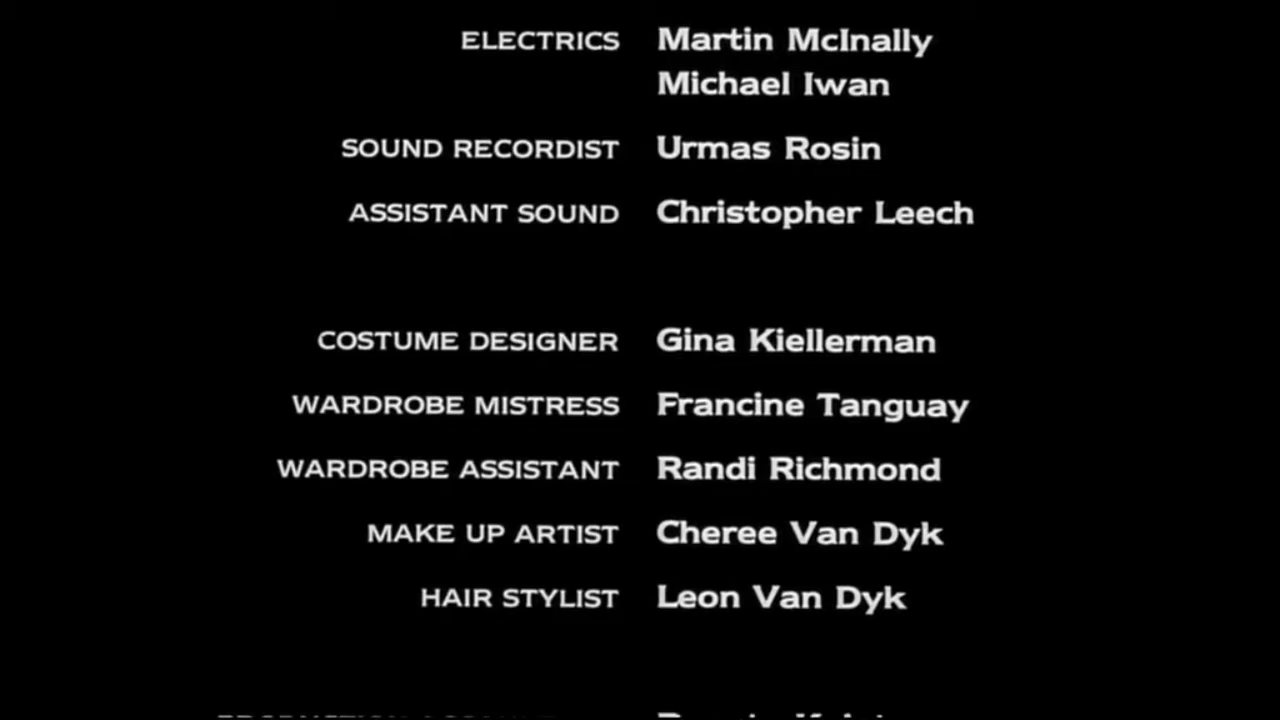 ELECTRICS Martin McInally
Michael Iwan
SOUND RECORDIST Urmas Rosin
ASSISTANT SOUND Christopher Leech
COSTUME DESIGNER Gina Kiellerman
WARDROBE MISTRESS Francine Tanguay
WARDROBE ASSISTANT Randi Richmond
MAKE UP ARTIST Cheree Van Dyk
HAIR STYLIST Leon Van Dyk